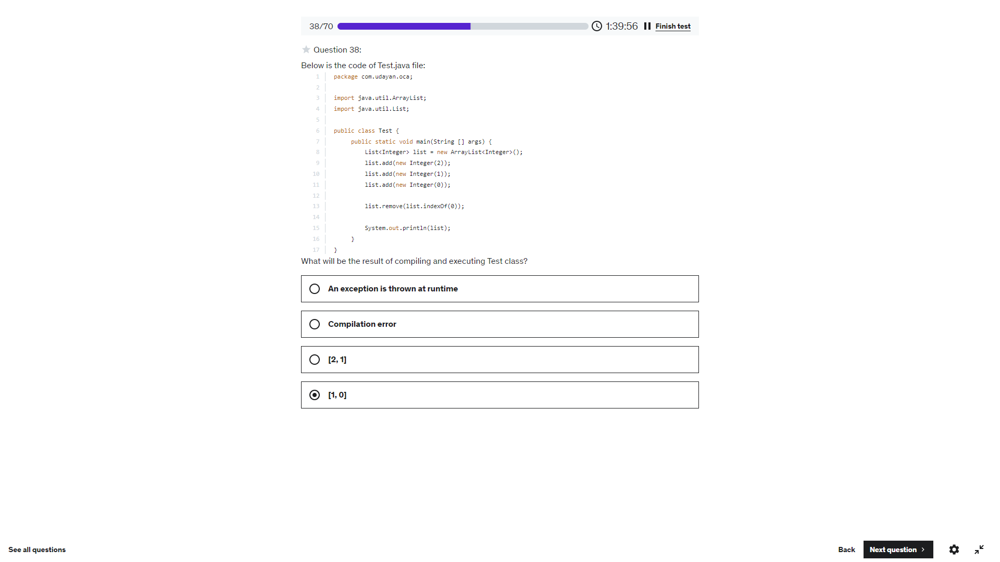 38/70
1:39:56
Finish test
Question 38:
Below is the code of Test.java file:
1 package com.udayan.oca;
2
3 import java.util.ArrayList;
4 import java.util.List;
5
6 public class Test {
7 public static void main(String [] args) {
8 List<Integer> list = new ArrayList<Integer>();
9 list.add(new Integer(2));
10 list.add(new Integer(1));
11 list.add(new Integer(0));
12
13 list.remove(list.indexOf(0));
14
15 System.out.println(list);
16 }
17 }
What will be the result of compiling and executing Test class?
An exception is thrown at runtime
Compilation error
[2, 1]
[1, 0]
See all questions
Back
Next question